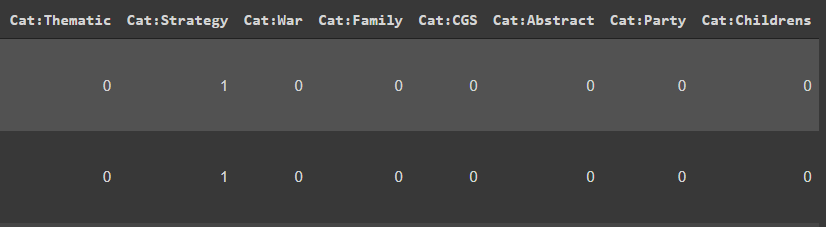 Cat:Thematic Cat:Strategy Cat:War Cat:Family Cat:CGS Cat:Abstract Cat:Party Cat:Childrens
0 1 0 0 0 0 0 0
0 1 0 0 0 0 0 0